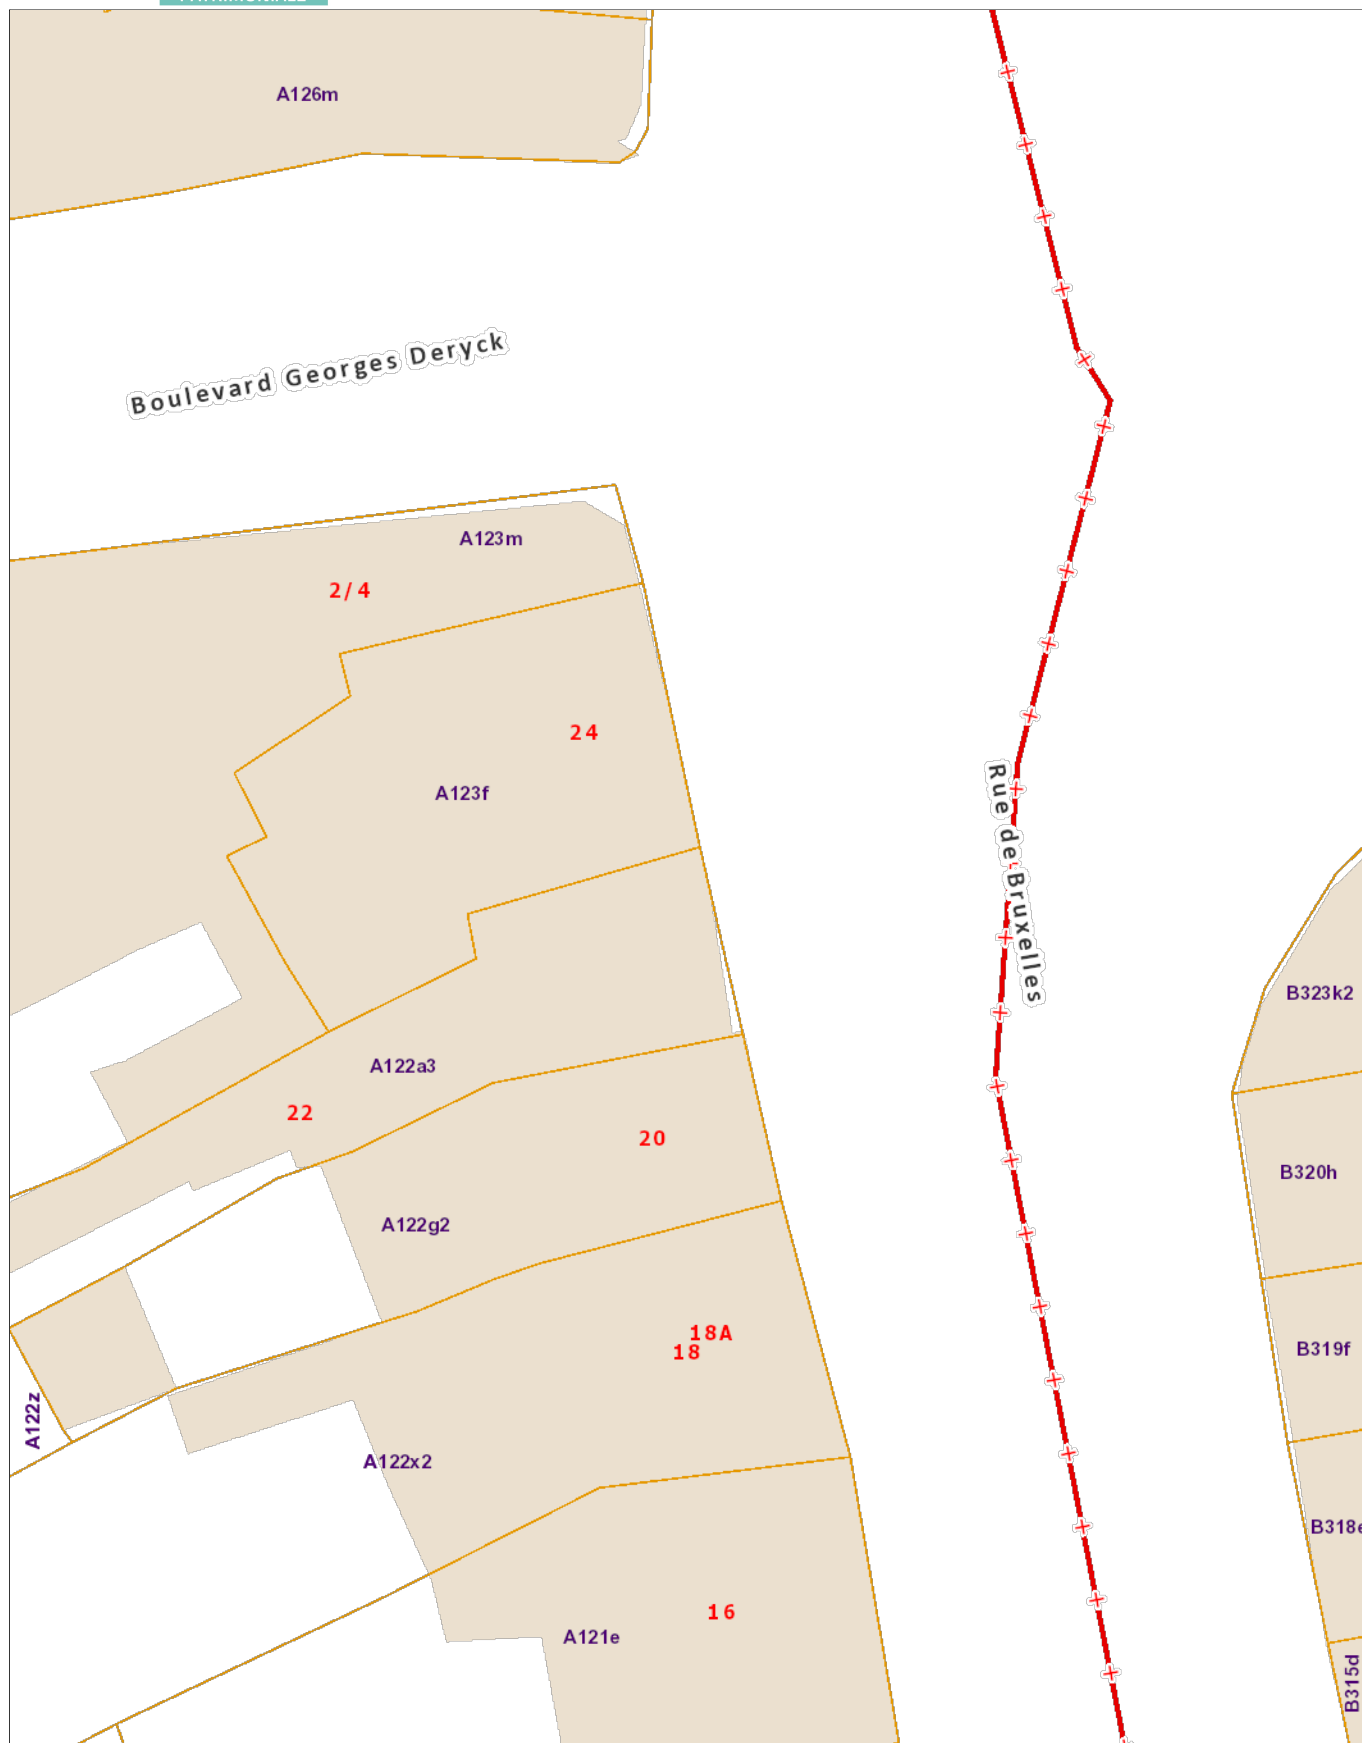 A126m
Boulevard Georges Deryck
A123m
2/4
24
A123f
Rue de Bruxelles
B323k2
A122a3
22
20
B320h
A122g2
18A
18
B319f
A122z
A122x2
B318e
16
A121e
B315d